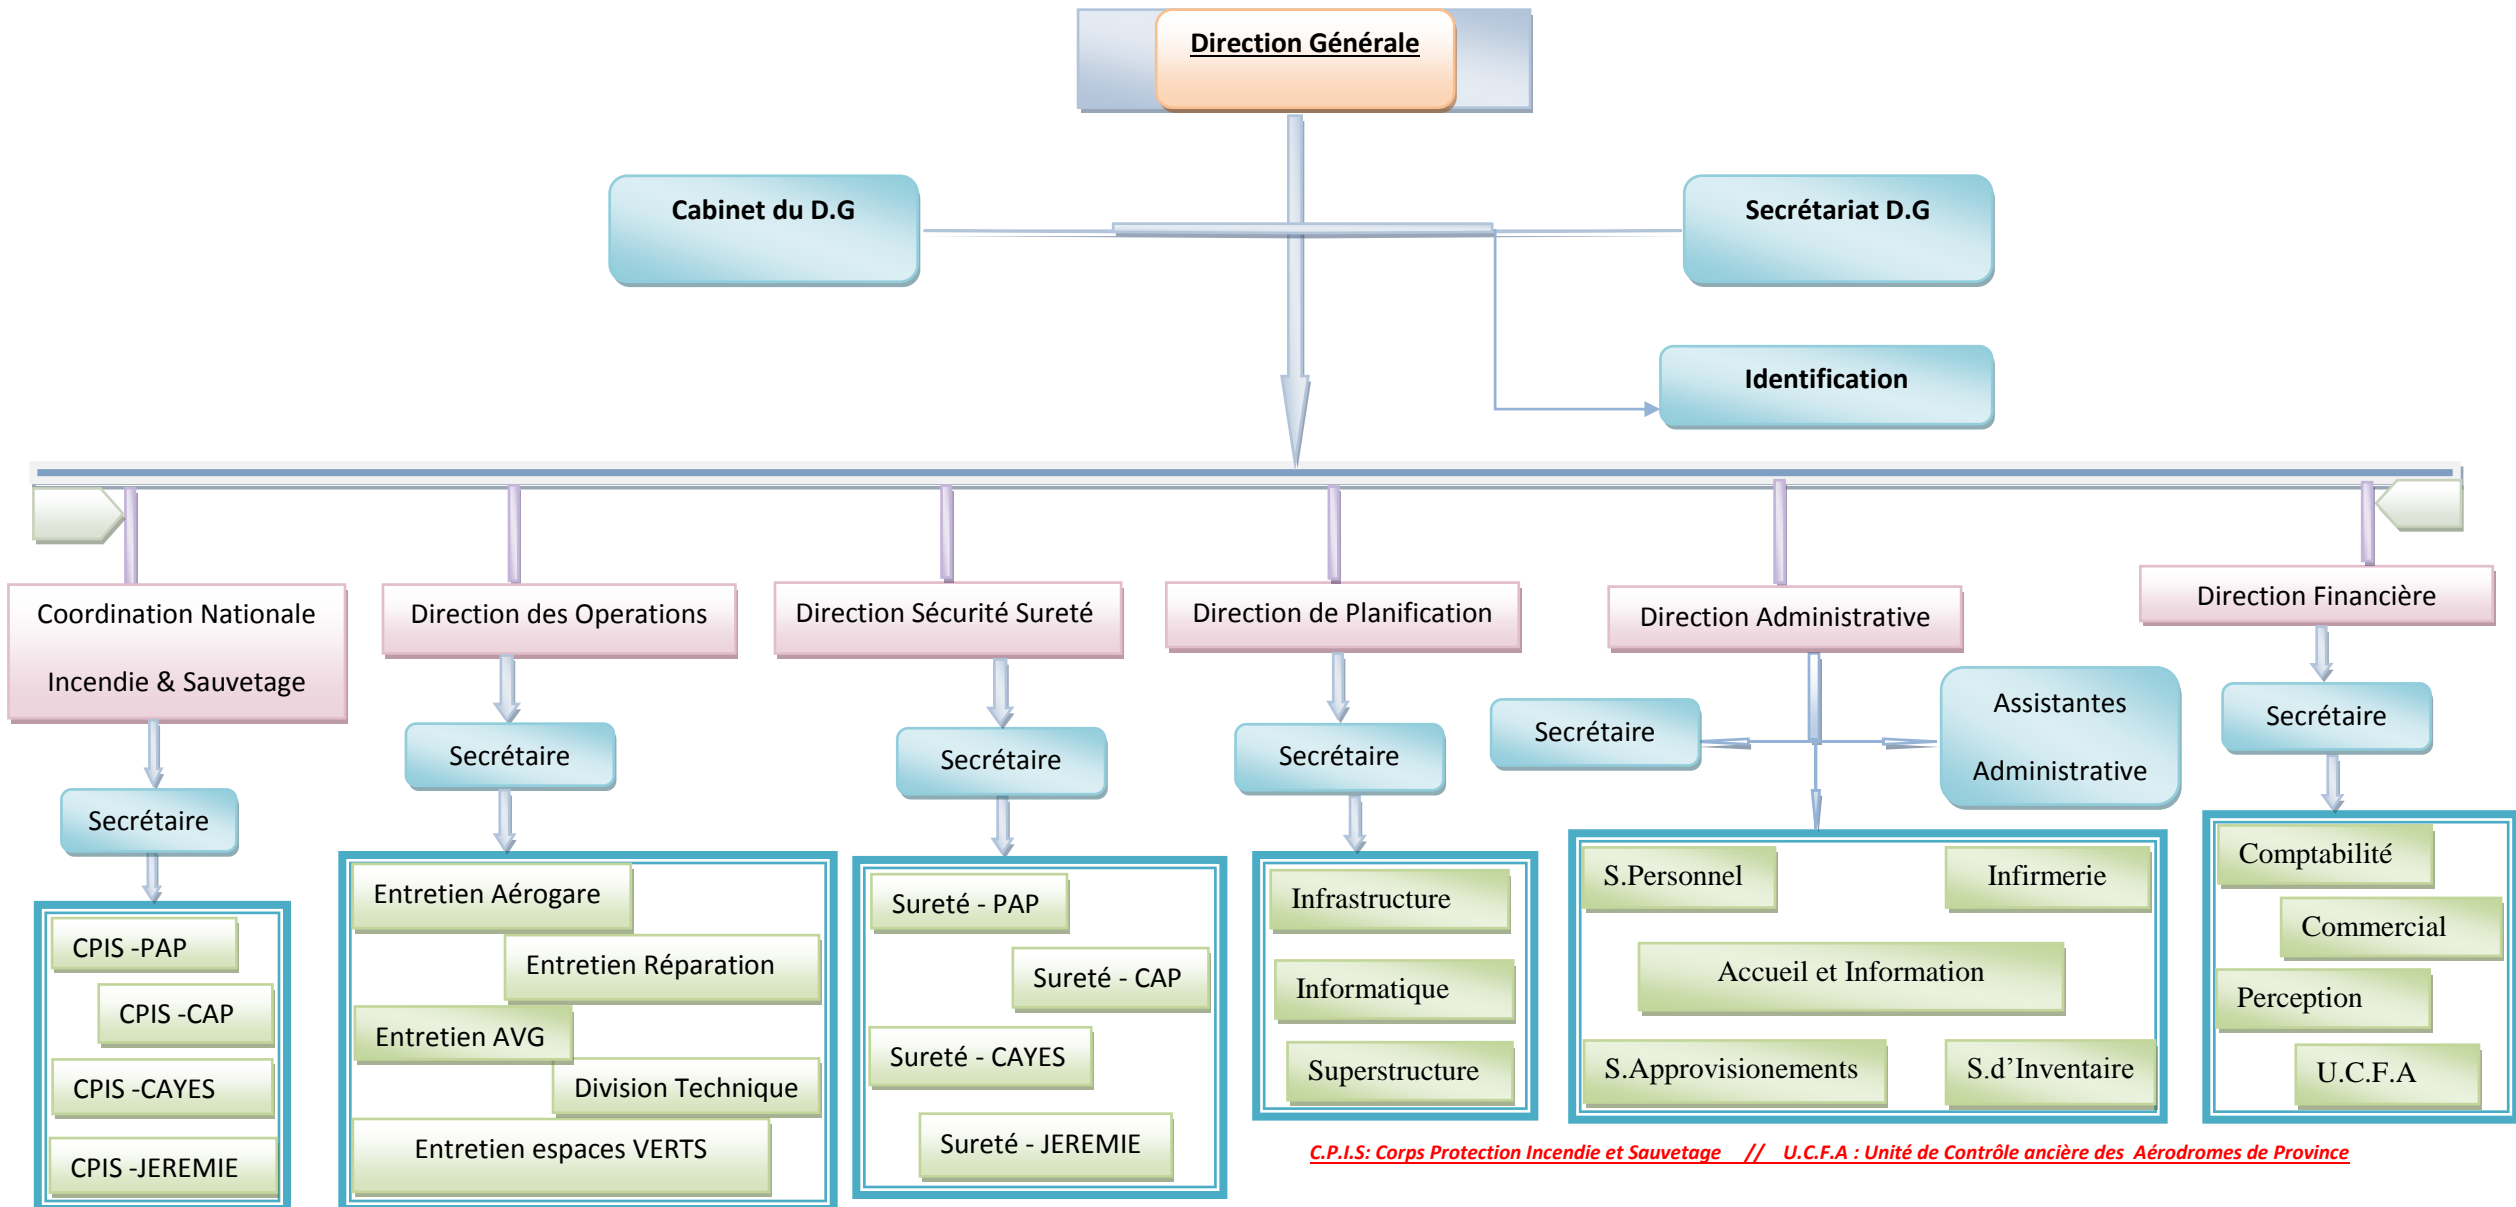 Direction Générale
Cabinet du D.G
Secrétariat D.G
Identification
Coordination Nationale
Incendie & Sauvetage
Direction des Operations
Direction Sécurité Sureté
Direction de Planification
Direction Administrative
Direction Financière
Secrétaire
Secrétaire
Secrétaire
Secrétaire
Secrétaire
Assistantes
Administrative
Secrétaire
CPIS -PAP
CPIS -CAP
CPIS -CAYES
CPIS -JEREMIE
Entretien Aérogare
Entretien Réparation
Entretien AVG
Division Technique
Entretien espaces VERTS
Sureté - PAP
Sureté - CAP
Sureté - CAYES
Sureté - JEREMIE
Infrastructure
Informatique
Superstructure
S.Personnel
Infirmerie
Accueil et Information
S.Approvisionements
S.d’Inventaire
Comptabilité
Commercial
Perception
U.C.F.A
C.P.I.S: Corps Protection Incendie et Sauvetage // U.C.F.A : Unité de Contrôle ancière des Aérodromes de Province